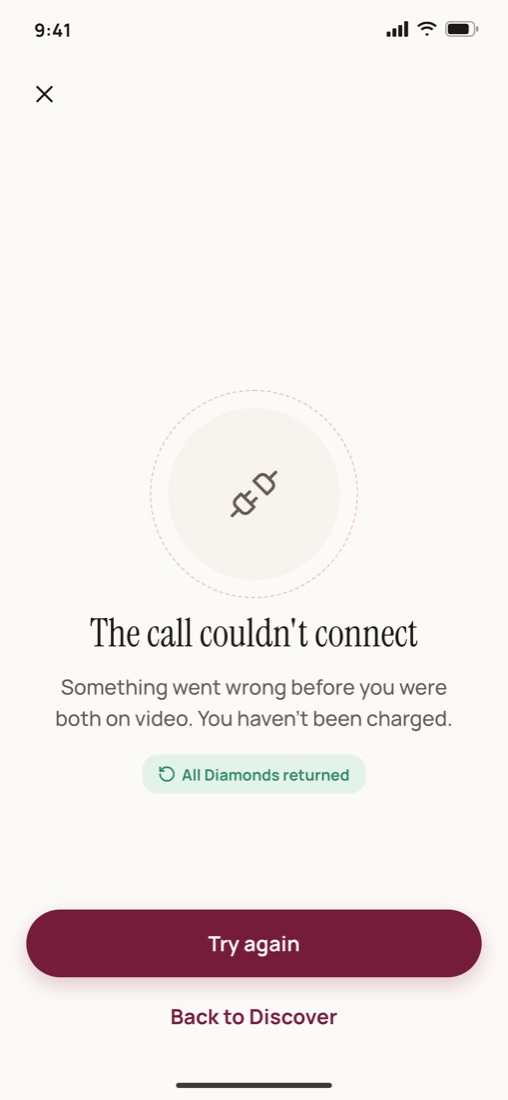 9:41
The call couldn't connect
Something went wrong before you were
both on video. You haven’t been charged.
All Diamonds returned
Try again
Back to Discover